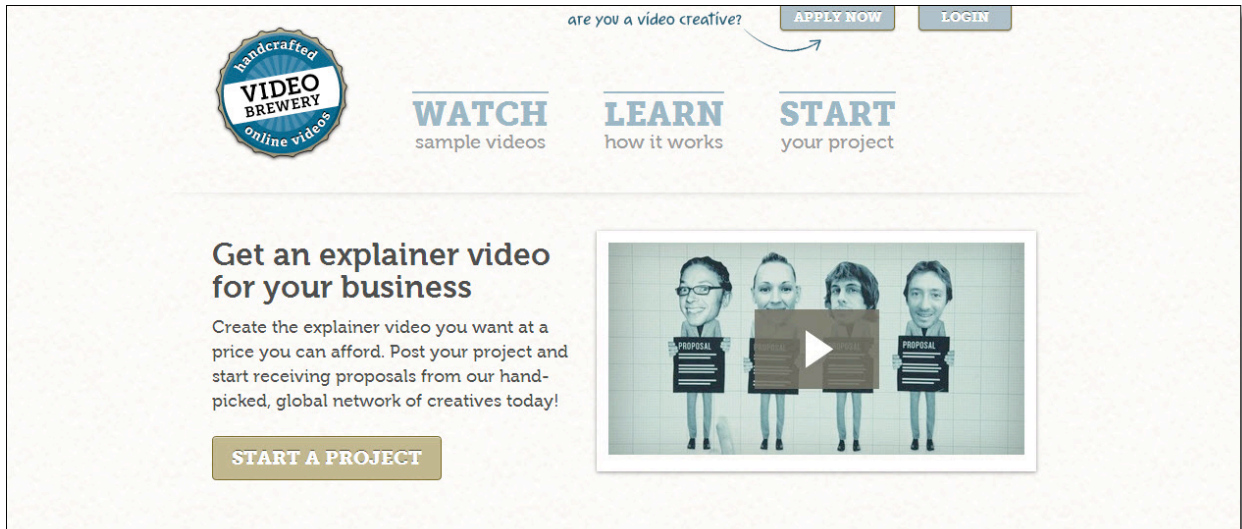 are you a video creative?
APPLY NOW
LOGIN
handcrafted
VIDEO
BREWERY
online videos
WATCH
sample videos
LEARN
how it works
START
your project
Get an explainer video
for your business
Create the explainer video you want at a
price you can afford. Post your project and
start receiving proposals from our hand-
picked, global network of creatives today!
START A PROJECT
PROPOSAL
PROPOSAL
PROPOSAL
PROPOSAL